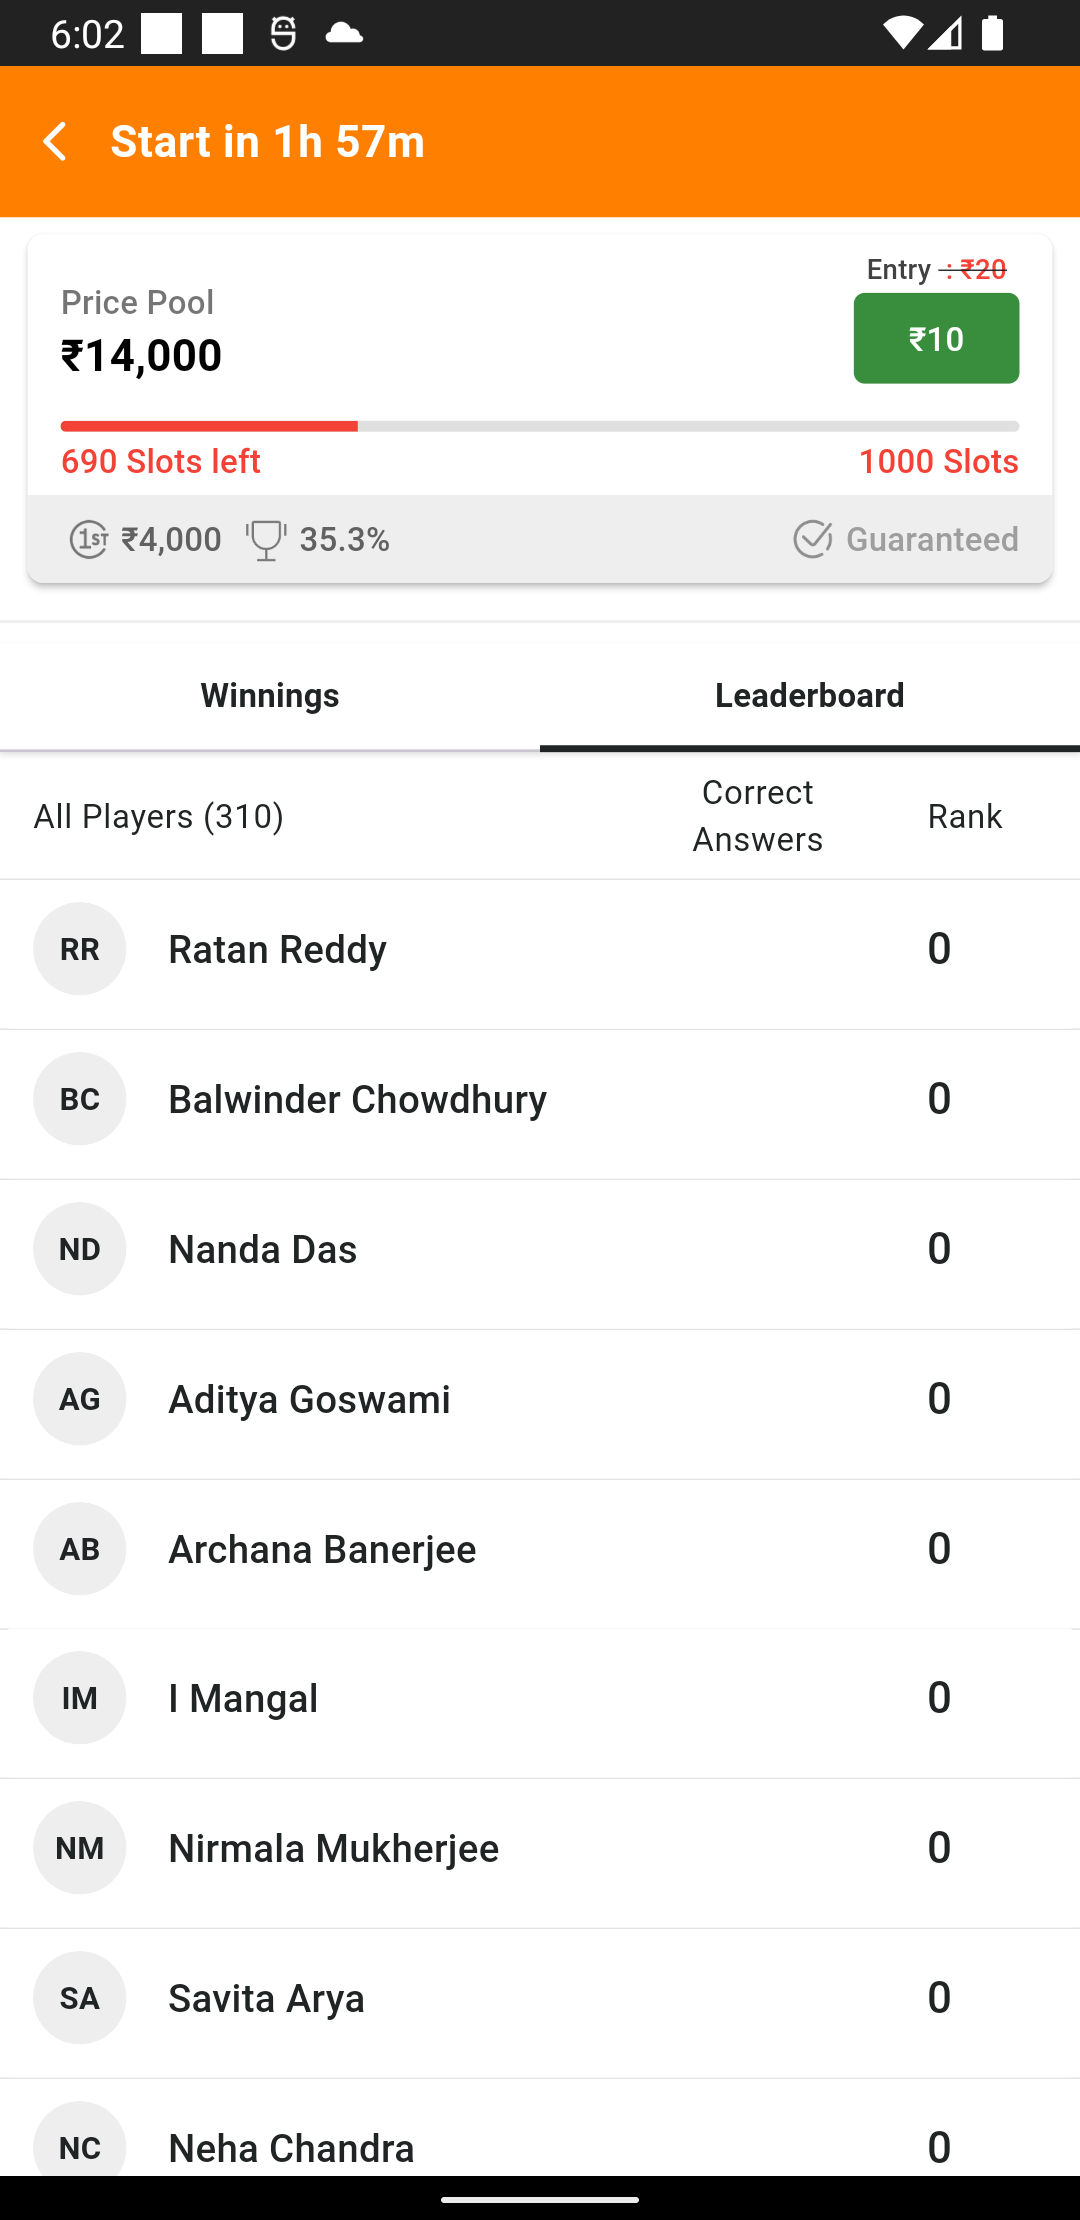 6:02
Start in 1h 57m
Entry : ₹20
Price Pool
₹14,000
₹10
690 Slots left
1000 Slots
1ST ₹4,000
35.3%
Guaranteed
Winnings
Leaderboard
All Players (310)
Correct
Answers
Rank
RR Ratan Reddy 0
BC Balwinder Chowdhury 0
ND Nanda Das 0
AG Aditya Goswami 0
AB Archana Banerjee 0
IM I Mangal 0
NM Nirmala Mukherjee 0
SA Savita Arya 0
NC Neha Chandra 0